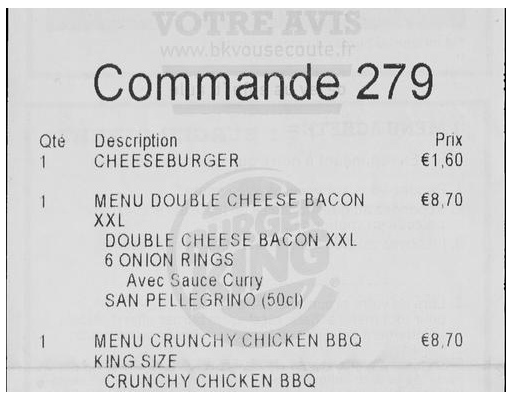 VOTRE AVIS
www.bkvousecoute.fr
Commande 279
Qté Description Prix
1 CHEESEBURGER €1,60
1 MENU DOUBLE CHEESE BACON €8,70
XXL
DOUBLE CHEESE BACON XXL
6 ONION RINGS
Avec Sauce Curry
SAN PELLEGRINO (50cl)
BURGER
KING
1 MENU CRUNCHY CHICKEN BBQ €8,70
KING SIZE
CRUNCHY CHICKEN BBQ